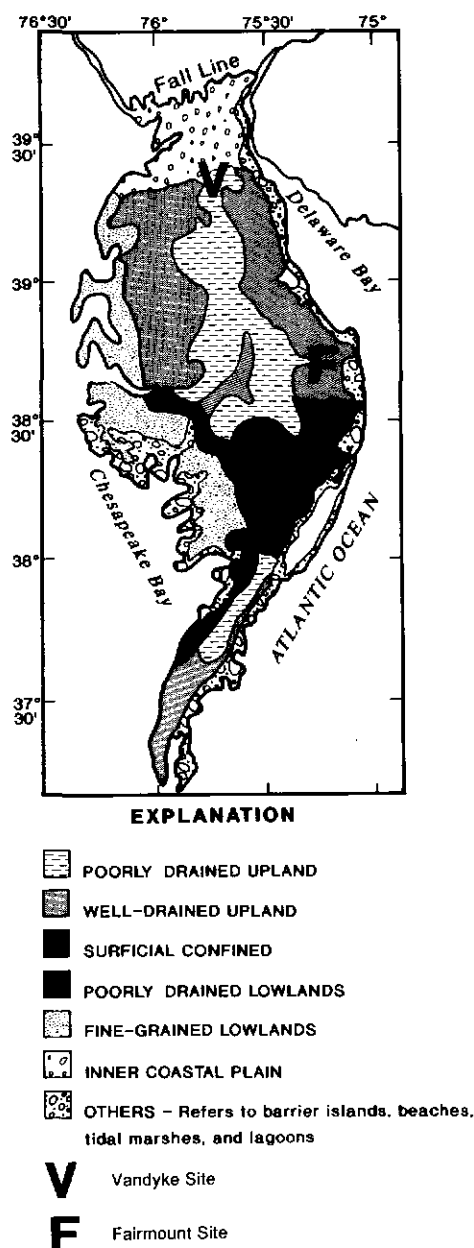 76°30' 76° 75°30' 75°
Fall Line
39°
30'
V
Delaware Bay
39°
F
38°
30'
Chesapeake Bay
38°
ATLANTIC OCEAN
37°
30'
EXPLANATION
POORLY DRAINED UPLAND
WELL-DRAINED UPLAND
SURFICIAL CONFINED
POORLY DRAINED LOWLANDS
FINE-GRAINED LOWLANDS
INNER COASTAL PLAIN
OTHERS - Refers to barrier islands, beaches,
tidal marshes, and lagoons
V Vandyke Site
F Fairmount Site